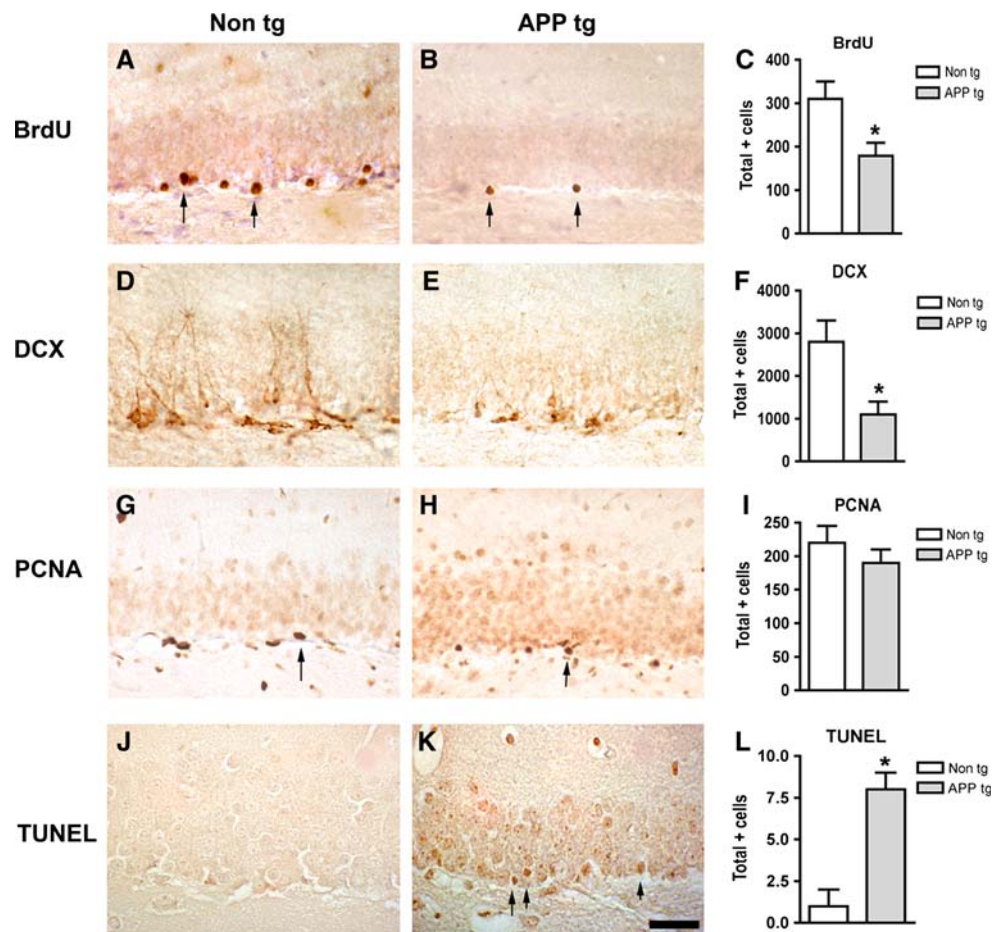 Non tg
APP tg
BrdU
A
B
C
BrdU
Total + cells
400
300
200
100
0
*
Non tg
APP tg
DCX
D
E
F
DCX
Total + cells
4000
3000
2000
1000
0
*
Non tg
APP tg
PCNA
G
H
I
PCNA
Total + cells
250
200
150
100
50
0
Non tg
APP tg
TUNEL
J
K
L
TUNEL
Total + cells
10.0
7.5
5.0
2.5
0.0
*
Non tg
APP tg